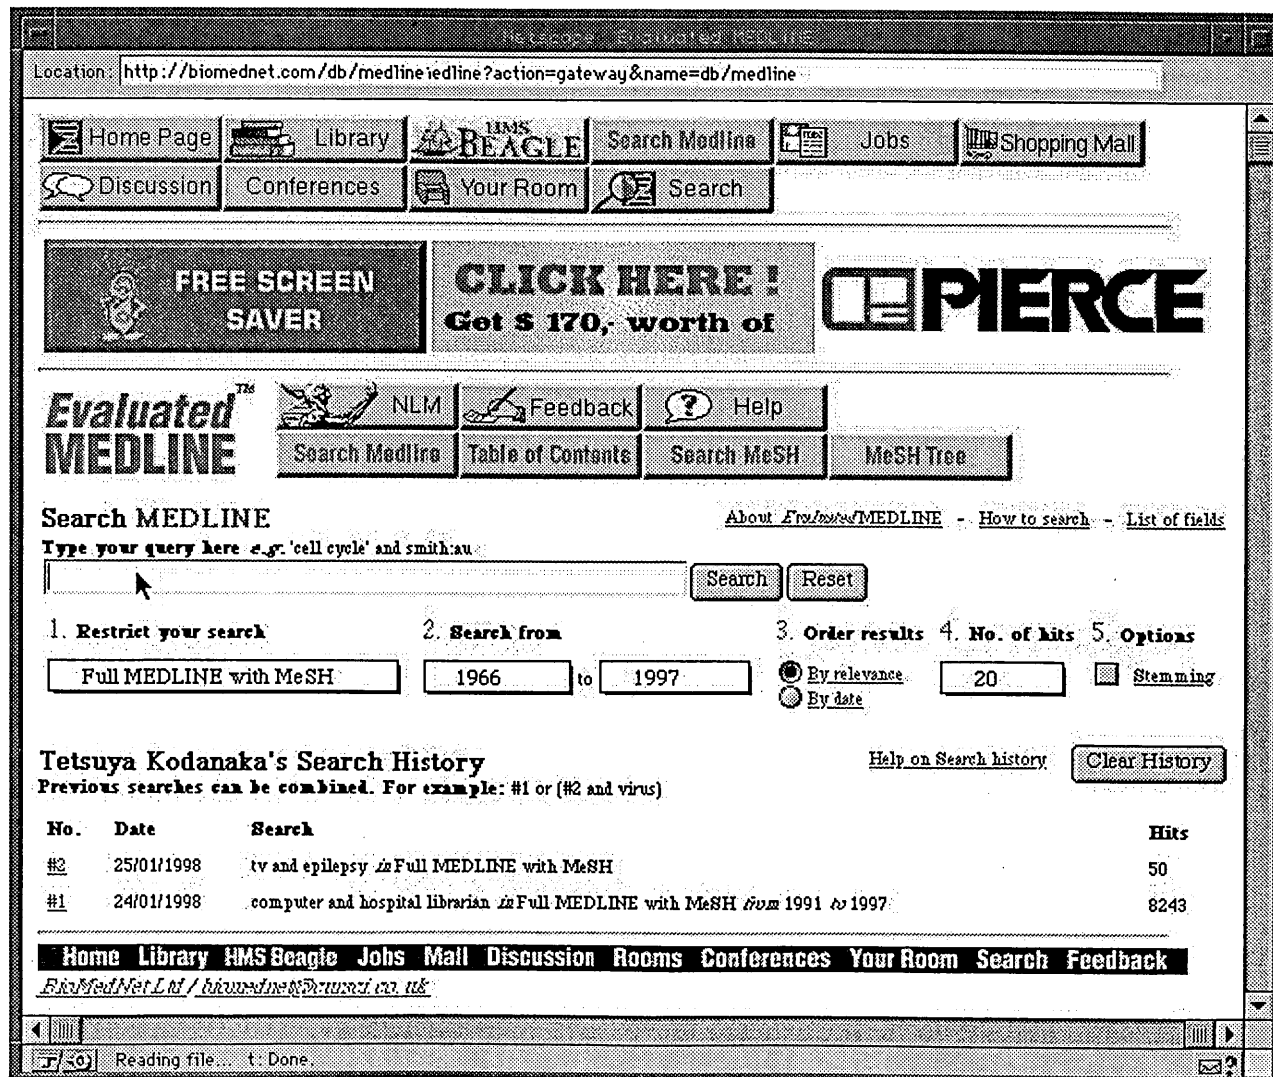 Netscape: Evaluated MEDLINE
Location: http://biomednet.com/db/medline/edline?action=gateway&name=db/medline
Home Page Library HMS BEAGLE Search Medline Jobs Shopping Mall
Discussion Conferences Your Room Search
FREE SCREEN SAVER CLICK HERE ! Get $ 170,- worth of PIERCE
Evaluated MEDLINE™ NLM Feedback Help
Search Medline Table of Contents Search MeSH MeSH Tree
Search MEDLINE About Evaluated MEDLINE - How to search - List of fields
Type your query here e.g. 'cell cycle' and smith:au
Search Reset
1. Restrict your search 2. Search from 3. Order results 4. No. of hits 5. Options
Full MEDLINE with MeSH 1966 to 1997 By relevance 20 Stemming
By date
Tetsuya Kodanaka's Search History Help on Search history Clear History
Previous searches can be combined. For example: #1 or (#2 and virus)
No. Date Search Hits
#2 25/01/1998 tv and epilepsy in Full MEDLINE with MeSH 50
#1 24/01/1998 computer and hospital librarian in Full MEDLINE with MeSH from 1991 to 1997 8243
Home Library HMS Beagle Jobs Mall Discussion Rooms Conferences Your Room Search Feedback
BioMedNet Ltd /
Reading file... t: Done.